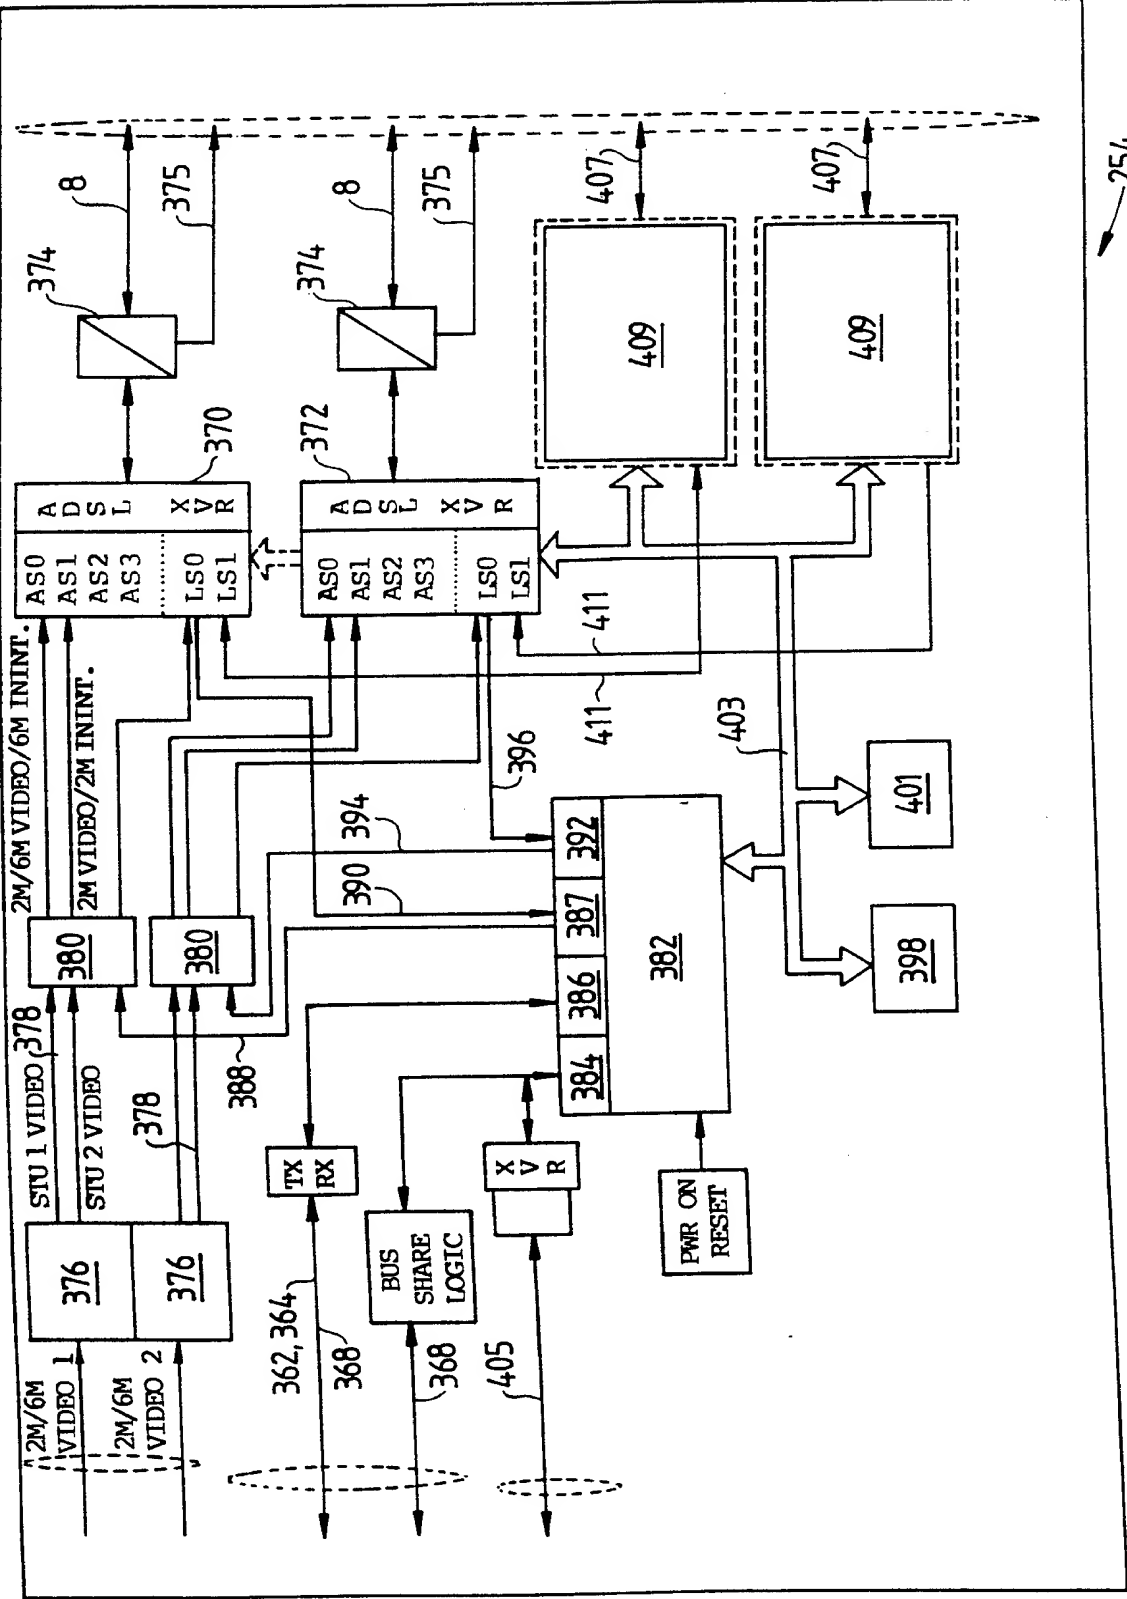 2M/6M
VIDEO 1
2M/6M
VIDEO 2
376
376
STU 1 VIDEO
378
STU 2 VIDEO
378
380
380
2M/6M VIDEO/6M ININT.
2M VIDEO/2M ININT.
AS0
AS1
AS2
AS3
LS0
LS1
ADSL XVR
370
374
8
375
AS0
AS1
AS2
AS3
LS0
LS1
ADSL XVR
372
374
8
375
388
390
394
396
411
411
362, 364
368
TX
RX
368
BUS
SHARE
LOGIC
405
XVR
384
386
387
392
382
PWR ON
RESET
403
398
401
409
407
409
407
254